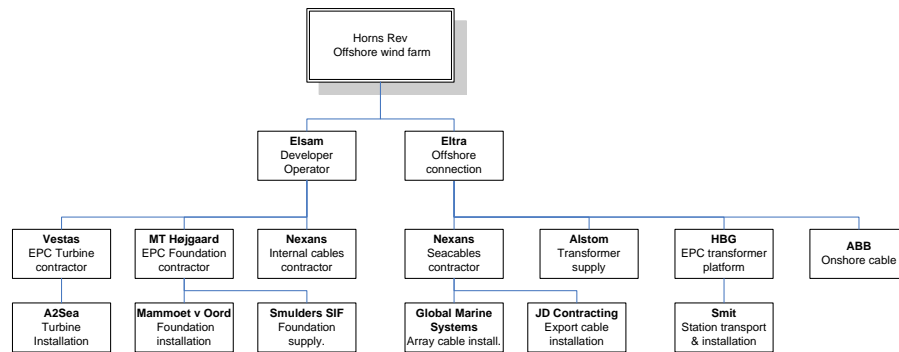 Horns Rev
Offshore wind farm
Elsam
Developer
Operator
Eltra
Offshore
connection
Vestas
EPC Turbine
contractor
MT Højgaard
EPC Foundation
contractor
Nexans
Internal cables
contractor
Nexans
Seacables
contractor
Alstom
Transformer
supply
HBG
EPC transformer
platform
ABB
Onshore cable
A2Sea
Turbine
Installation
Mammoet v Oord
Foundation
installation
Smulders SIF
Foundation
supply.
Global Marine
Systems
Array cable install.
JD Contracting
Export cable
installation
Smit
Station transport
& installation